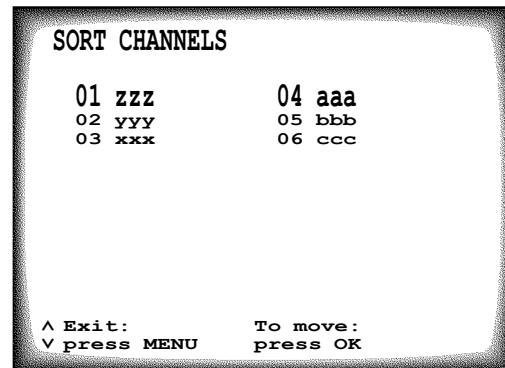 SORT CHANNELS
01 zzz 04 aaa
02 yyy 05 bbb
03 xxx 06 ccc
Exit: To move:
press MENU press OK